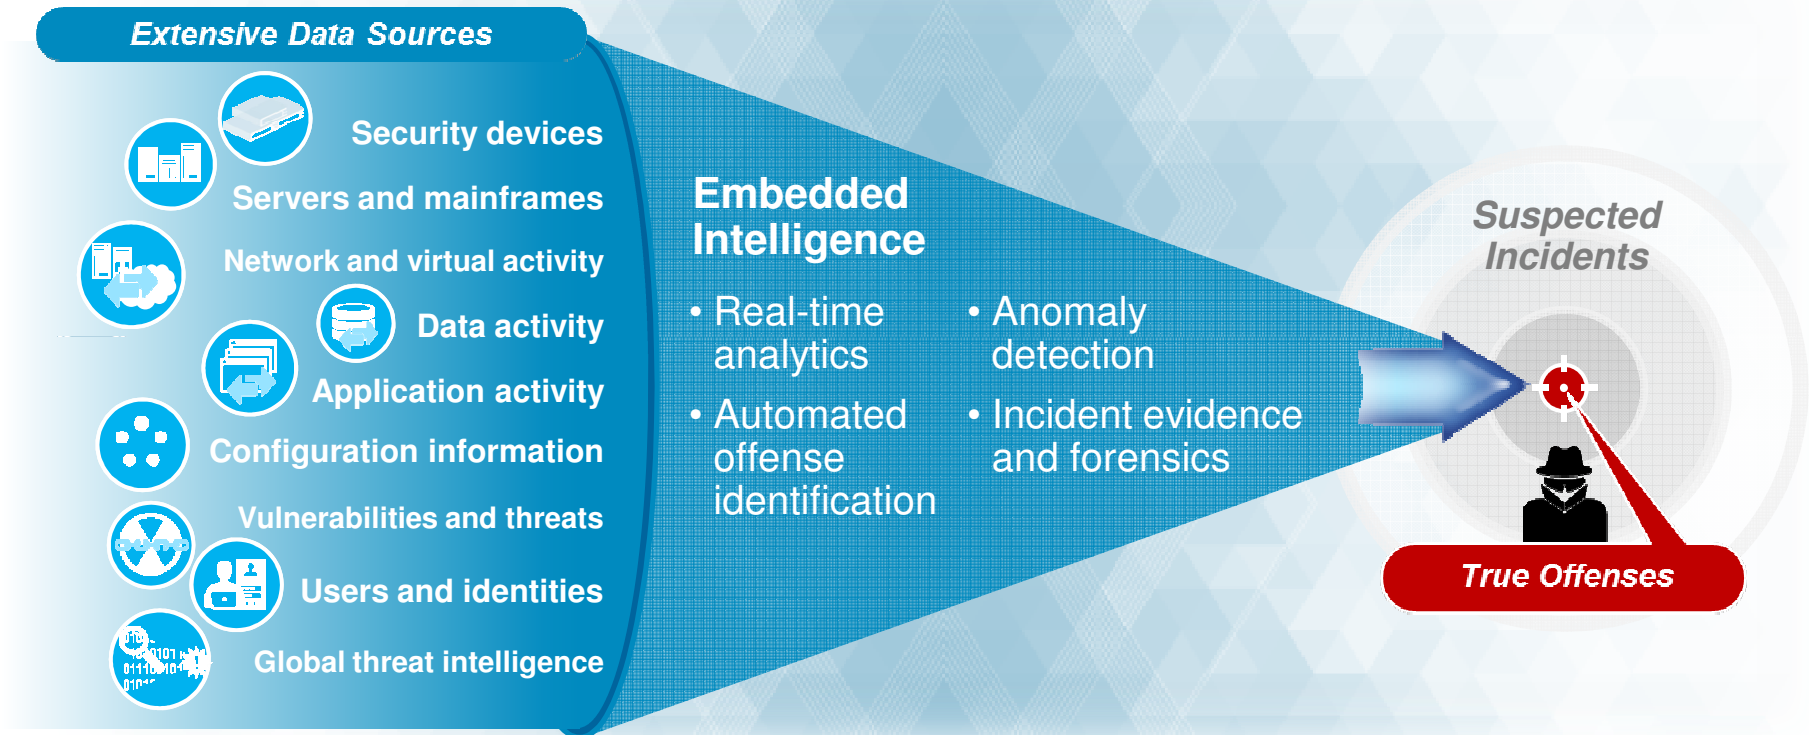 Extensive Data Sources
Security devices
Servers and mainframes
Network and virtual activity
Data activity
Application activity
Configuration information
Vulnerabilities and threats
Users and identities
Global threat intelligence
Embedded
Intelligence
• Real-time
analytics
• Automated
offense
identification
• Anomaly
detection
• Incident evidence
and forensics
Suspected
Incidents
True Offenses